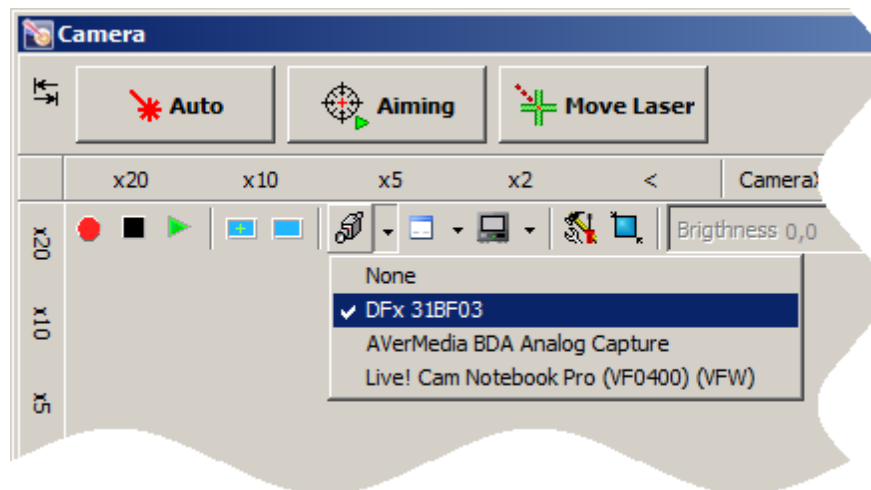 Camera
Auto Aiming Move Laser
x20 x10 x5 x2 < Camera
x20
Brigthness 0,0
None
DFx 31BF03
x10
AVerMedia BDA Analog Capture
Live! Cam Notebook Pro (VF0400) (VFW)
x5